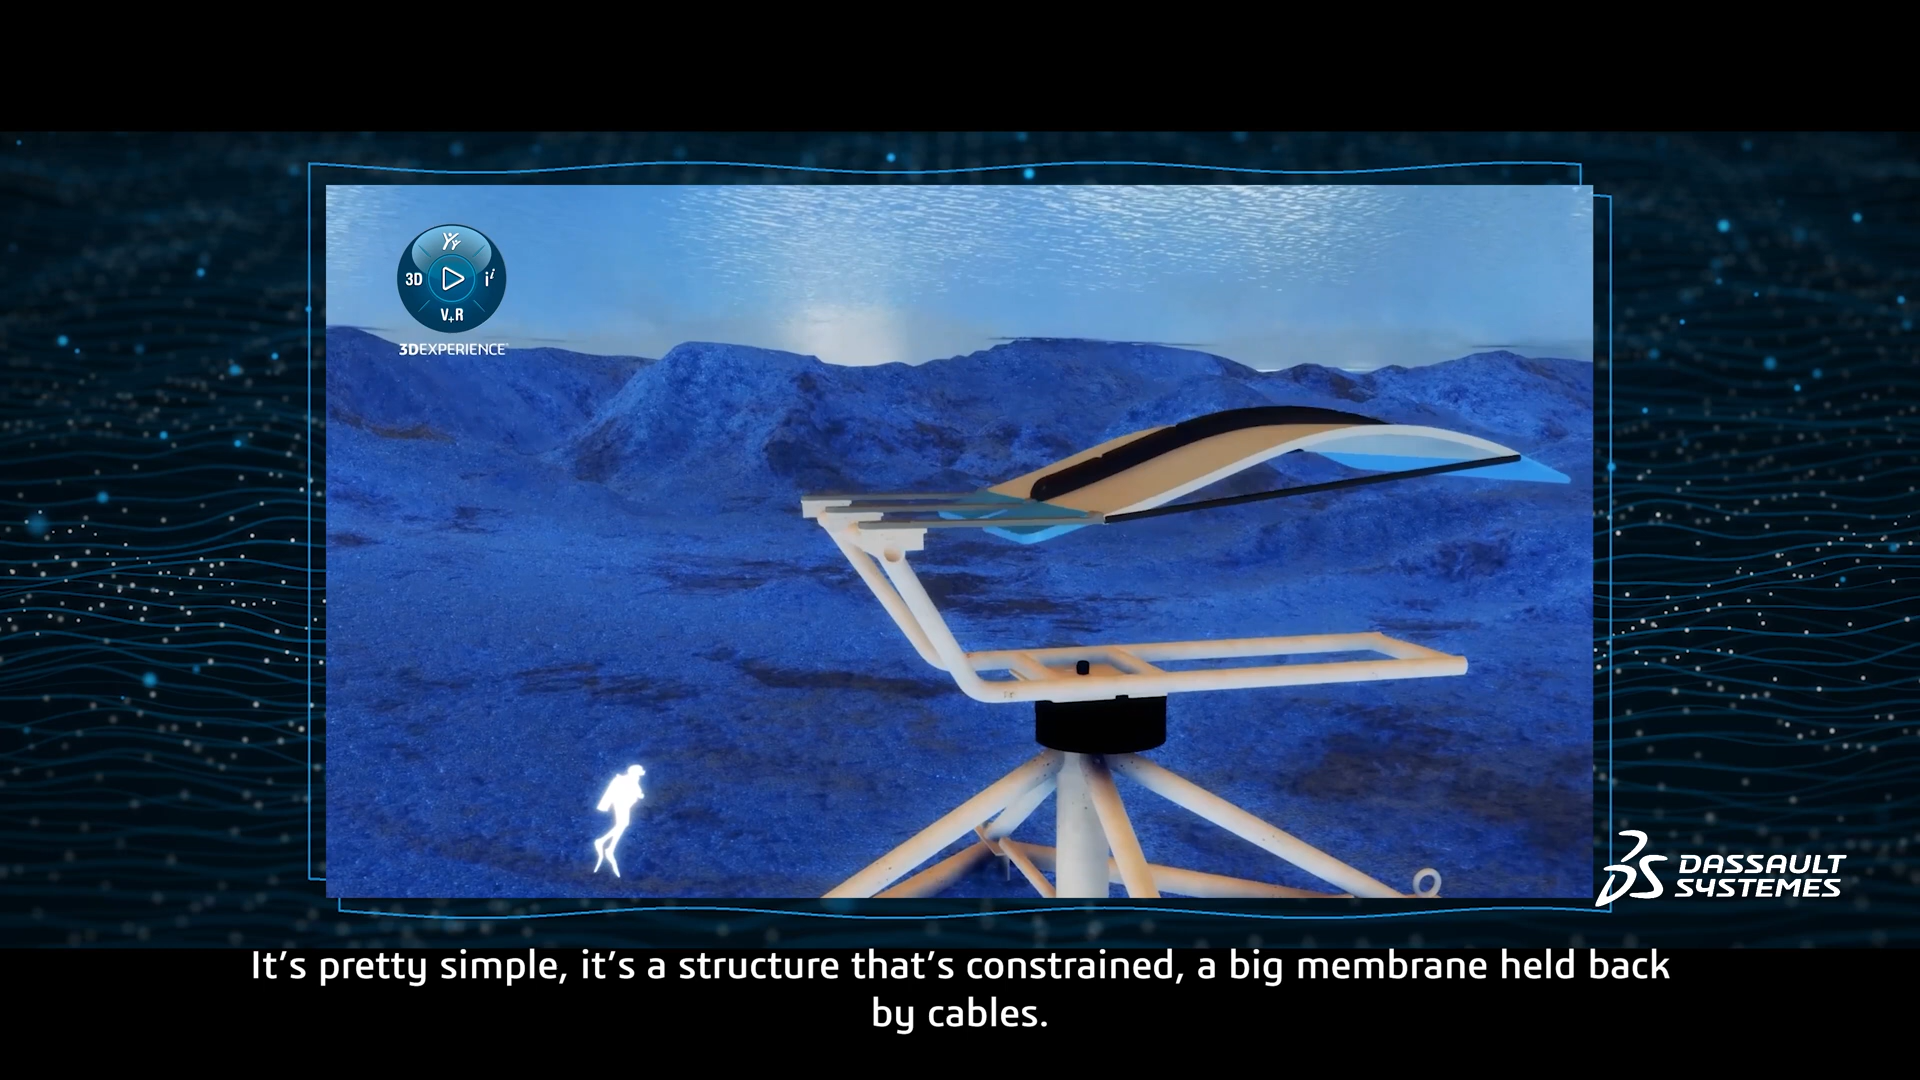 3D
i
V+R
3DEXPERIENCE
DASSAULT
SYSTEMES
It's pretty simple, it's a structure that's constrained, a big membrane held back
by cables.